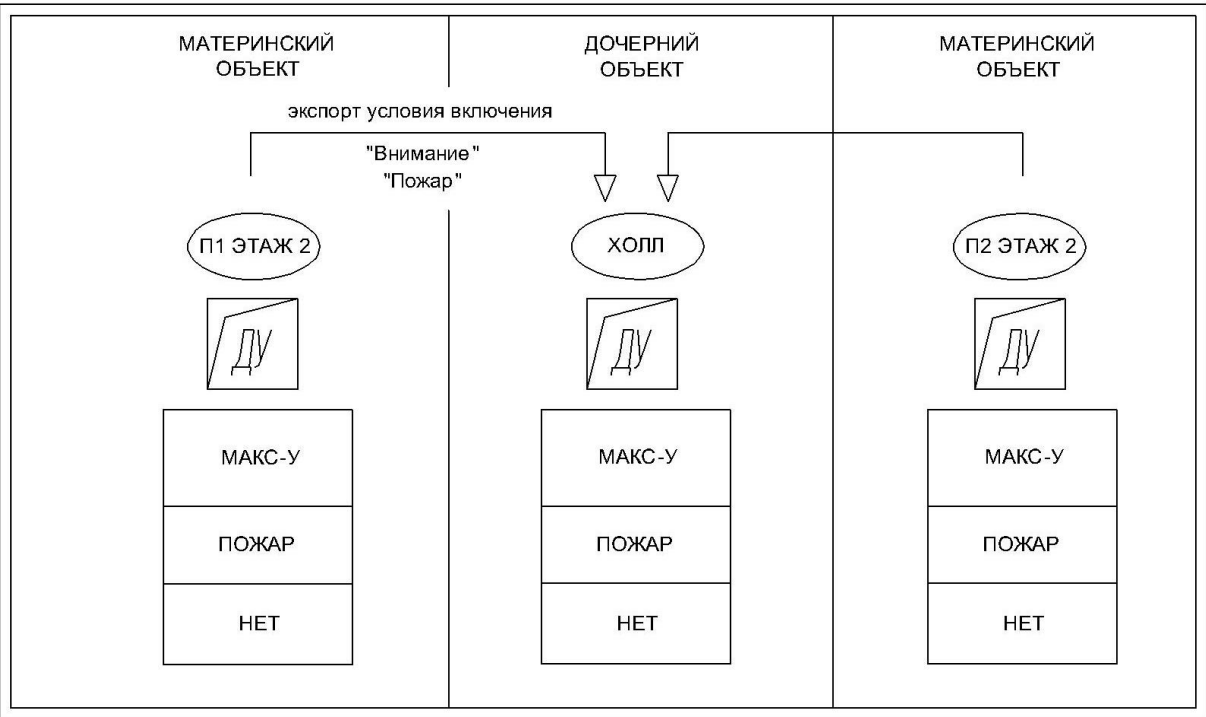 МАТЕРИНСКИЙ
ОБЪЕКТ
ДОЧЕРНИЙ
ОБЪЕКТ
МАТЕРИНСКИЙ
ОБЪЕКТ
экспорт условия включения
"Внимание"
"Пожар"
П1 ЭТАЖ 2
ХОЛЛ
П2 ЭТАЖ 2
ДУ
ДУ
ДУ
МАКС-У
МАКС-У
МАКС-У
ПОЖАР
ПОЖАР
ПОЖАР
НЕТ
НЕТ
НЕТ